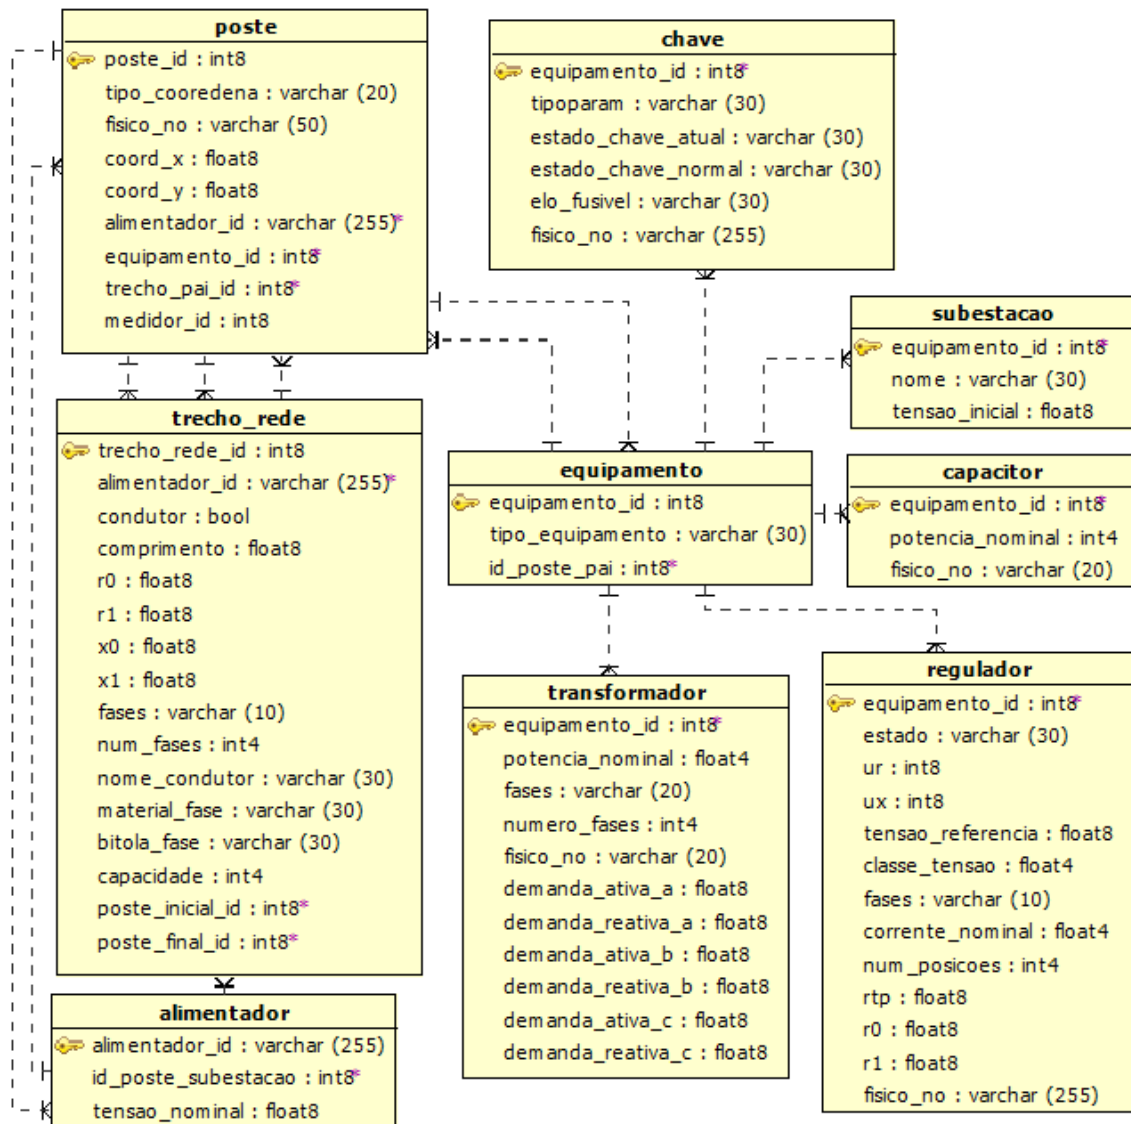 poste
poste_id : int8
tipo_cooredena : varchar (20)
fisico_no : varchar (50)
coord_x : float8
coord_y : float8
alimentador_id : varchar (255)*
equipamento_id : int8*
trecho_pai_id : int8*
medidor_id : int8
chave
equipamento_id : int8*
tipoparam : varchar (30)
estado_chave_atual : varchar (30)
estado_chave_normal : varchar (30)
elo_fusivel : varchar (30)
fisico_no : varchar (255)
subestacao
equipamento_id : int8*
nome : varchar (30)
tensao_inicial : float8
trecho_rede
trecho_rede_id : int8
alimentador_id : varchar (255)*
condutor : bool
comprimento : float8
r0 : float8
r1 : float8
x0 : float8
x1 : float8
fases : varchar (10)
num_fases : int4
nome_condutor : varchar (30)
material_fase : varchar (30)
bitola_fase : varchar (30)
capacidade : int4
poste_inicial_id : int8*
poste_final_id : int8*
equipamento
equipamento_id : int8
tipo_equipamento : varchar (30)
id_poste_pai : int8*
capacitor
equipamento_id : int8*
potencia_nominal : int4
fisico_no : varchar (20)
transformador
equipamento_id : int8*
potencia_nominal : float4
fases : varchar (20)
numero_fases : int4
fisico_no : varchar (20)
demanda_ativa_a : float8
demanda_reativa_a : float8
demanda_ativa_b : float8
demanda_reativa_b : float8
demanda_ativa_c : float8
demanda_reativa_c : float8
regulador
equipamento_id : int8*
estado : varchar (30)
ur : int8
ux : int8
tensao_referencia : float8
classe_tensao : float4
fases : varchar (10)
corrente_nominal : float4
num_posicoes : int4
rtp : float8
r0 : float8
r1 : float8
fisico_no : varchar (255)
alimentador
alimentador_id : varchar (255)
id_poste_subestacao : int8*
tensao_nominal : float8